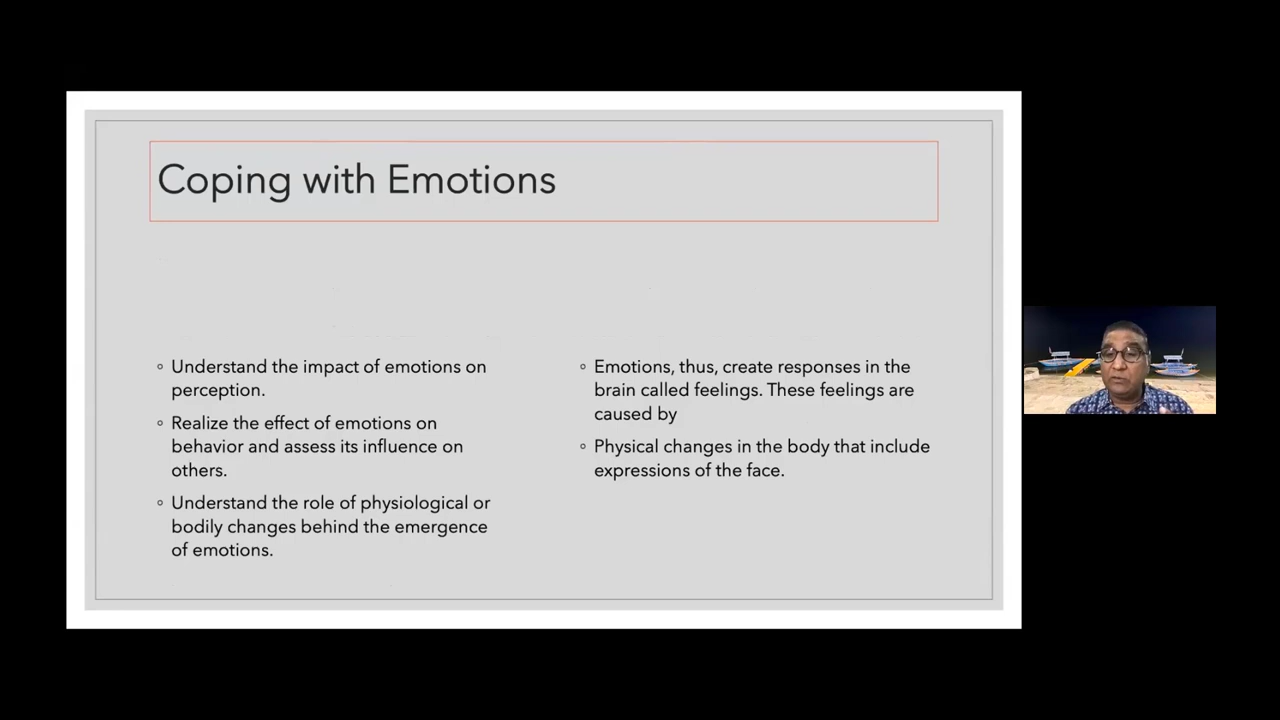 Coping with Emotions
Understand the impact of emotions on
perception.
Realize the effect of emotions on
behavior and assess its influence on
others.
Understand the role of physiological or
bodily changes behind the emergence
of emotions.
Emotions, thus, create responses in the
brain called feelings. These feelings are
caused by
Physical changes in the body that include
expressions of the face.